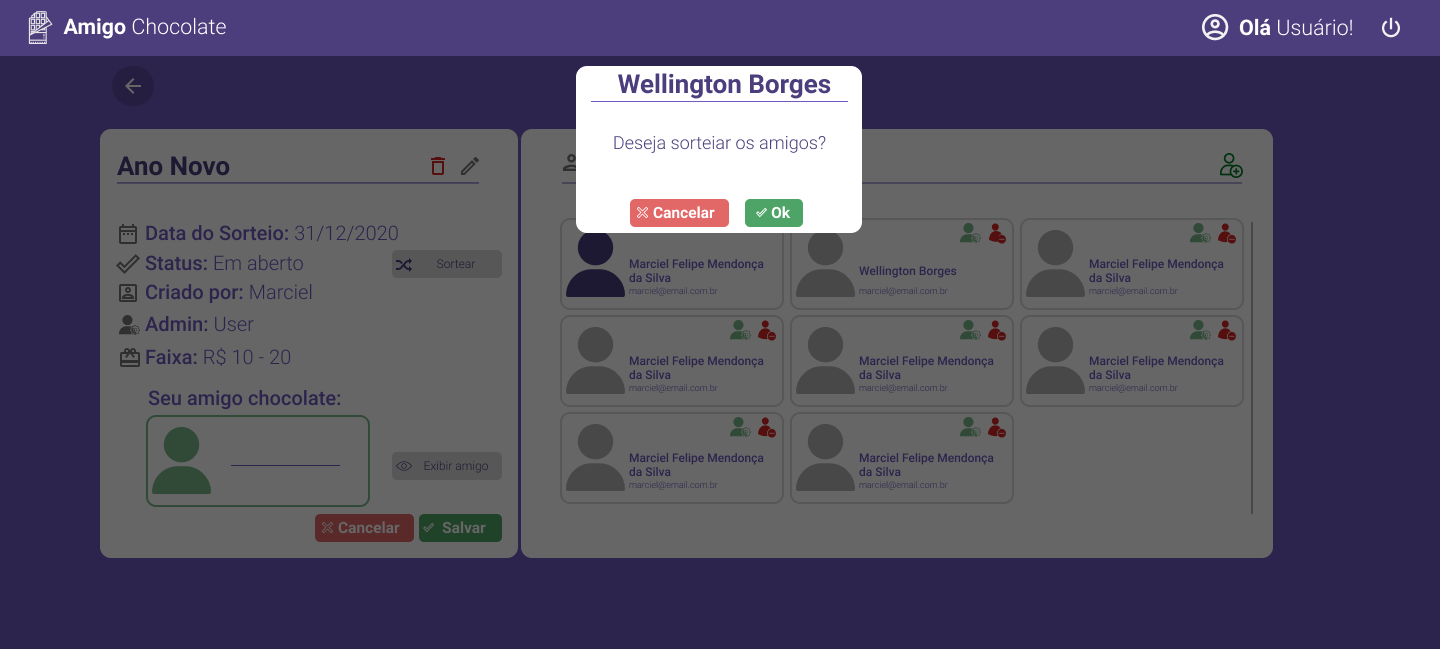 Amigo Chocolate
Olá Usuário!
Wellington Borges
Deseja sorteiar os amigos?
Cancelar
Ok
Ano Novo
Data do Sorteio: 31/12/2020
Status: Em aberto
Sortear
Criado por: Marciel
Admin: User
Faixa: R$ 10 - 20
Seu amigo chocolate:
Exibir amigo
Cancelar
Salvar
Marciel Felipe Mendonça
da Silva
marciel@email.com.br
Wellington Borges
marciel@email.com.br
Marciel Felipe Mendonça
da Silva
marciel@email.com.br
Marciel Felipe Mendonça
da Silva
marciel@email.com.br
Marciel Felipe Mendonça
da Silva
marciel@email.com.br
Marciel Felipe Mendonça
da Silva
marciel@email.com.br
Marciel Felipe Mendonça
da Silva
marciel@email.com.br
Marciel Felipe Mendonça
da Silva
marciel@email.com.br